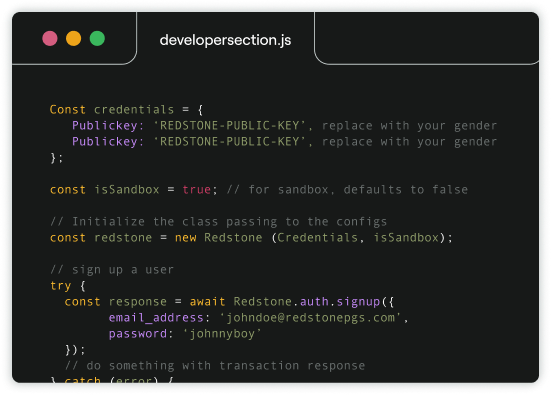 developersection.js
Const credentials = {
Publickey: ‘REDSTONE-PUBLIC-KEY’, replace with your gender
Publickey: ‘REDSTONE-PUBLIC-KEY’, replace with your gender
};
const isSandbox = true; // for sandbox, defaults to false
// Initialize the class passing to the configs
const redstone = new Redstone (Credentials, isSandbox);
// sign up a user
try {
const response = await Redstone.auth.signup({
email_address: ‘johndoe@redstonepgs.com’,
password: ‘johnnyboy’
});
// do something with transaction response
} catch (error) {